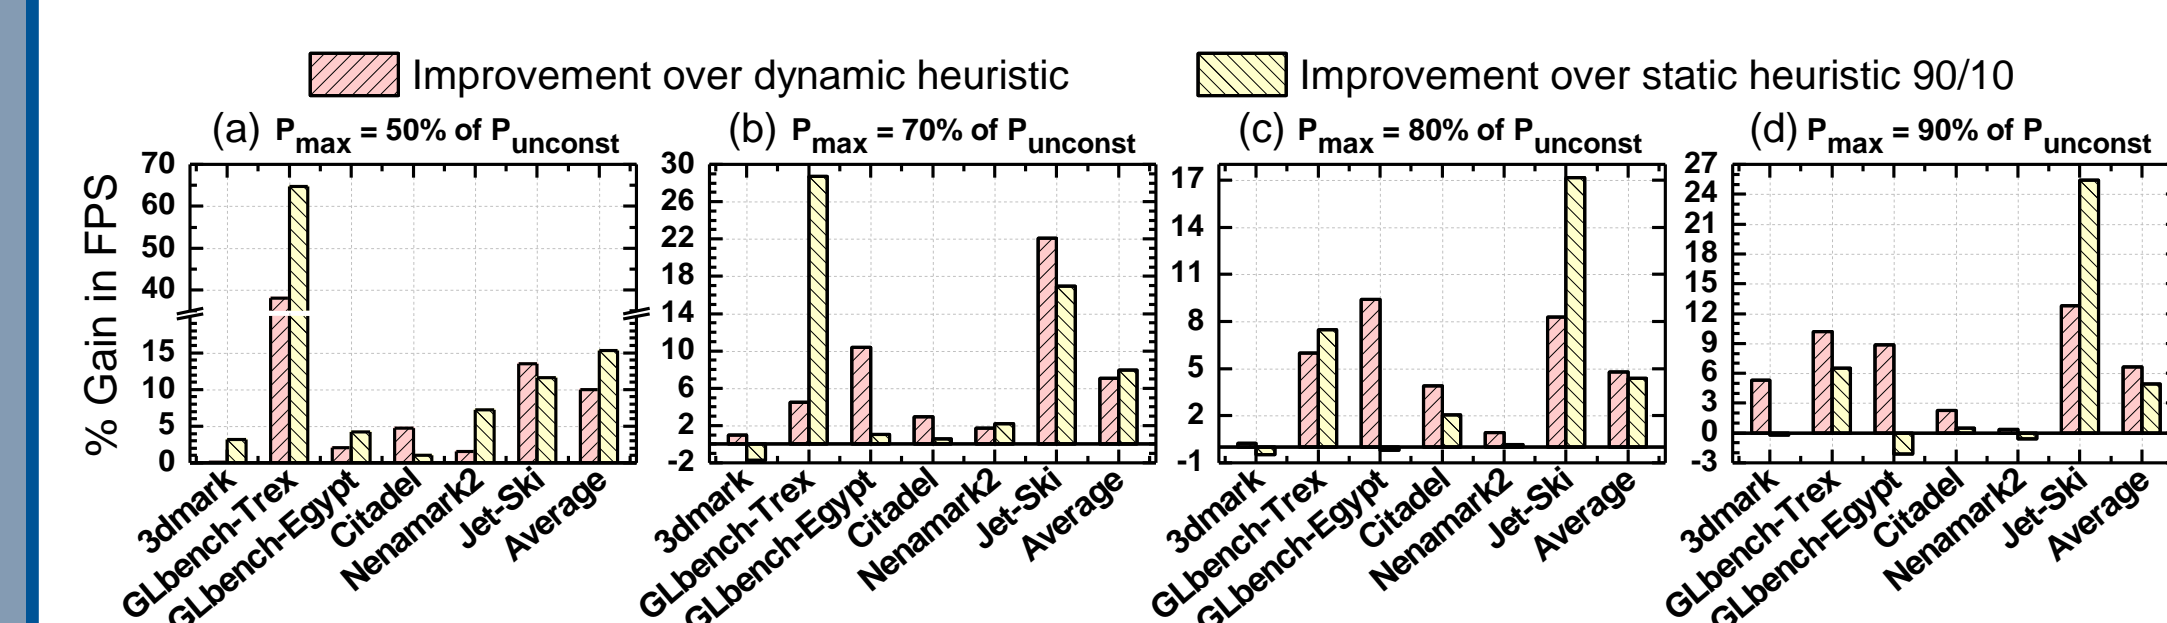 Improvement over dynamic heuristic
Improvement over static heuristic 90/10
(a) Pmax = 50% of Punconst
(b) Pmax = 70% of Punconst
(c) Pmax = 80% of Punconst
(d) Pmax = 90% of Punconst
% Gain in FPS
70
60
50
40
15
10
5
0
3dmark
GLbench-Trex
GLbench-Egypt
Citadel
Nenamark2
Jet-Ski
Average
30
26
22
18
14
10
6
2
-2
3dmark
GLbench-Trex
GLbench-Egypt
Citadel
Nenamark2
Jet-Ski
Average
17
14
11
8
5
2
-1
3dmark
GLbench-Trex
GLbench-Egypt
Citadel
Nenamark2
Jet-Ski
Average
27
24
21
18
15
12
9
6
3
0
-3
3dmark
GLbench-Trex
GLbench-Egypt
Citadel
Nenamark2
Jet-Ski
Average